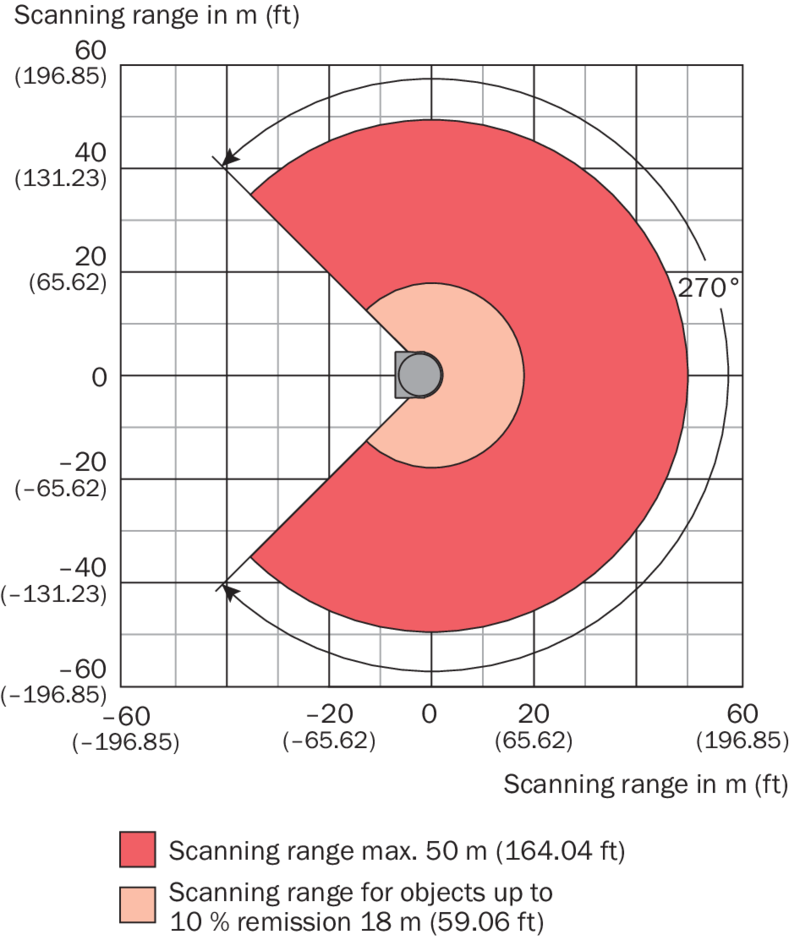 Scanning range in m (ft)
60
(196.85)
40
(131.23)
20
(65.62)
270°
0
–20
(–65.62)
–40
(–131.23)
–60
(–196.85)
–60 –20 0 20 60
(–196.85) (–65.62) (65.62) (196.85)
Scanning range in m (ft)
Scanning range max. 50 m (164.04 ft)
Scanning range for objects up to
10 % remission 18 m (59.06 ft)